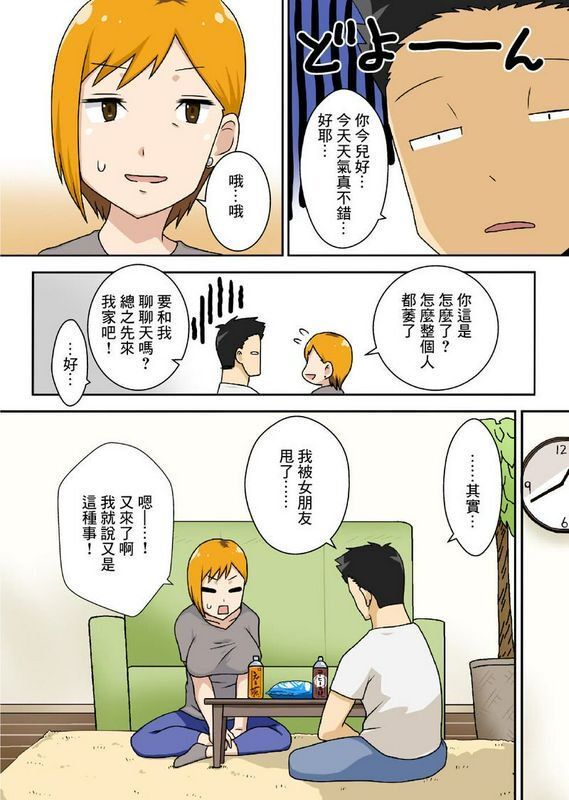 どよーーん
你今兒好…
今天天氣真不錯…
好耶…
哦…哦
你這是
怎麼了？
怎麼整個人
都萎了
要和我
聊聊天嗎？
總之先來
我家吧！
…好…
12
9
6
……其實…
我被女朋友
甩了……
嗯—…！
又來了啊
我就說又是
這種事！